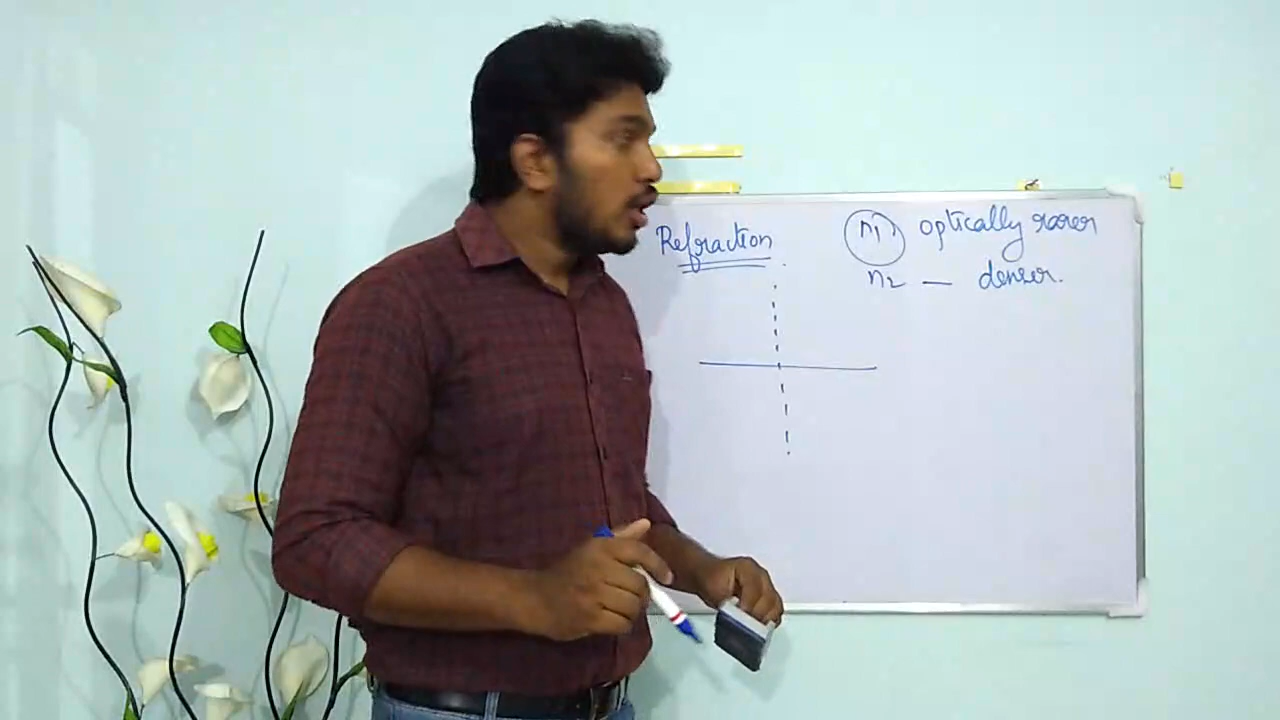 Refraction
n1 optically rarer
n2 — denser.